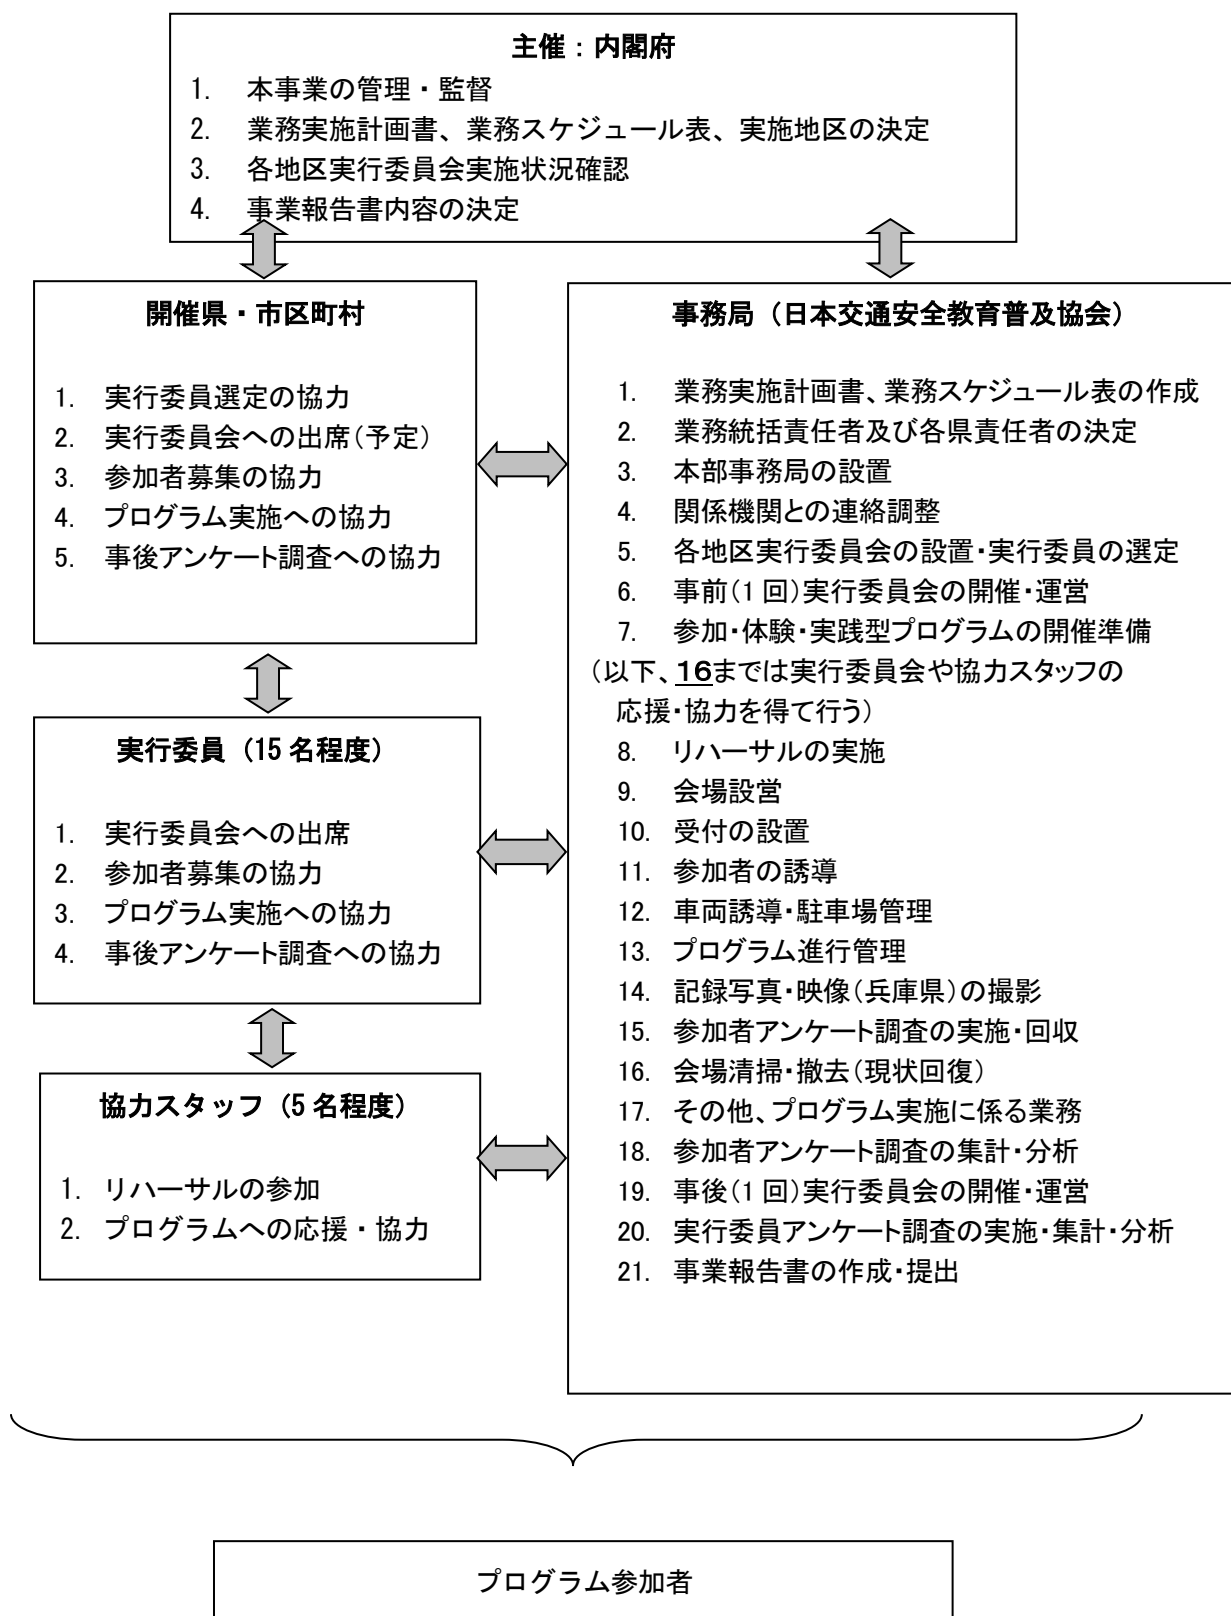 主催：内閣府
1. 本事業の管理・監督
2. 業務実施計画書、業務スケジュール表、実施地区の決定
3. 各地区実行委員会実施状況確認
4. 事業報告書内容の決定
開催県・市区町村
1. 実行委員選定の協力
2. 実行委員会への出席（予定）
3. 参加者募集の協力
4. プログラム実施への協力
5. 事後アンケート調査への協力
実行委員（15名程度）
1. 実行委員会への出席
2. 参加者募集の協力
3. プログラム実施への協力
4. 事後アンケート調査への協力
協力スタッフ（5名程度）
1. リハーサルの参加
2. プログラムへの応援・協力
事務局（日本交通安全教育普及協会）
1. 業務実施計画書、業務スケジュール表の作成
2. 業務統括責任者及び各県責任者の決定
3. 本部事務局の設置
4. 関係機関との連絡調整
5. 各地区実行委員会の設置・実行委員の選定
6. 事前（1回）実行委員会の開催・運営
7. 参加・体験・実践型プログラムの開催準備
（以下、16までは実行委員会や協力スタッフの
応援・協力を得て行う）
8. リハーサルの実施
9. 会場設営
10. 受付の設置
11. 参加者の誘導
12. 車両誘導・駐車場管理
13. プログラム進行管理
14. 記録写真・映像（兵庫県）の撮影
15. 参加者アンケート調査の実施・回収
16. 会場清掃・撤去（現状回復）
17. その他、プログラム実施に係る業務
18. 参加者アンケート調査の集計・分析
19. 事後（1回）実行委員会の開催・運営
20. 実行委員アンケート調査の実施・集計・分析
21. 事業報告書の作成・提出
プログラム参加者